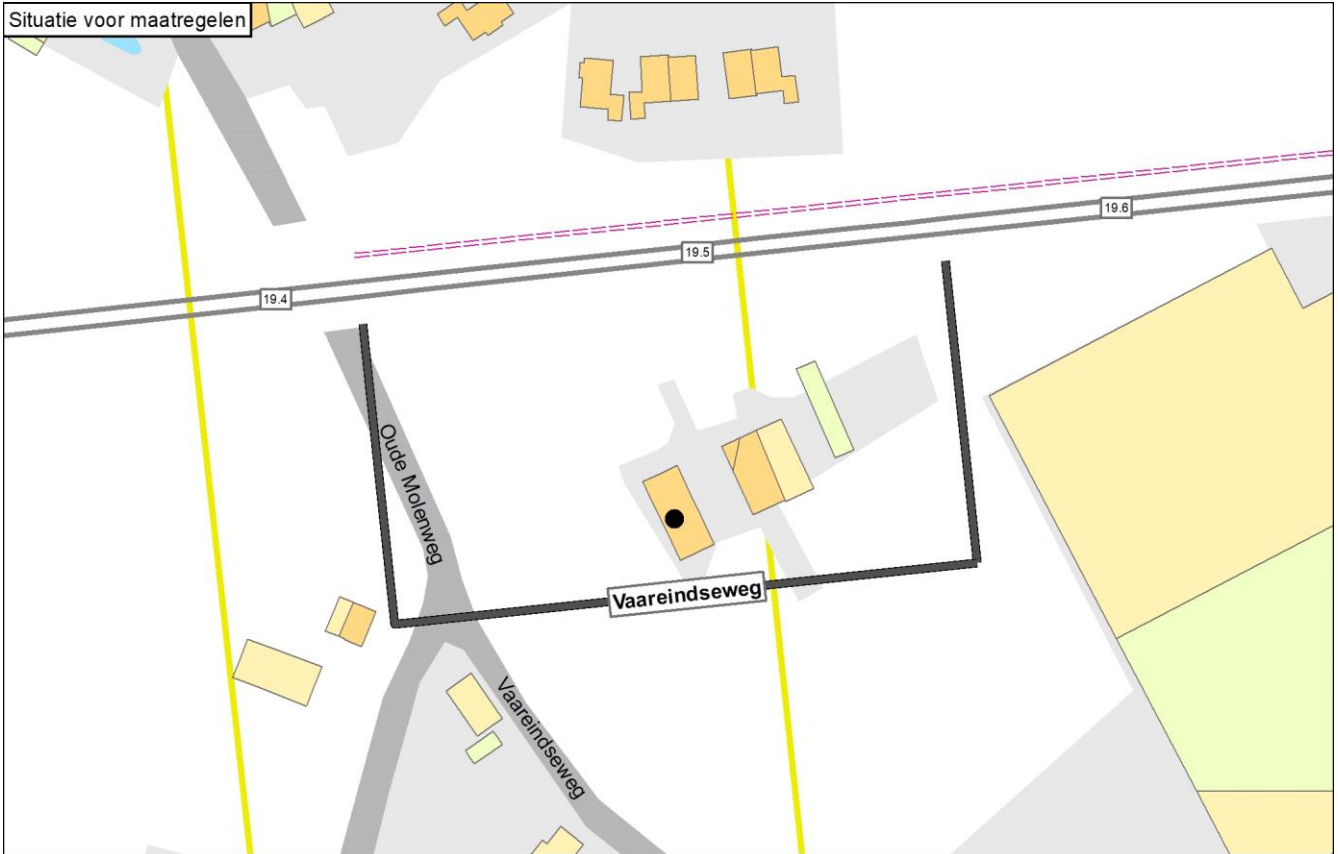 Situatie voor maatregelen
19.6
19.5
19.4
Oude Molenweg
Vaareindseweg
Vaareindseweg